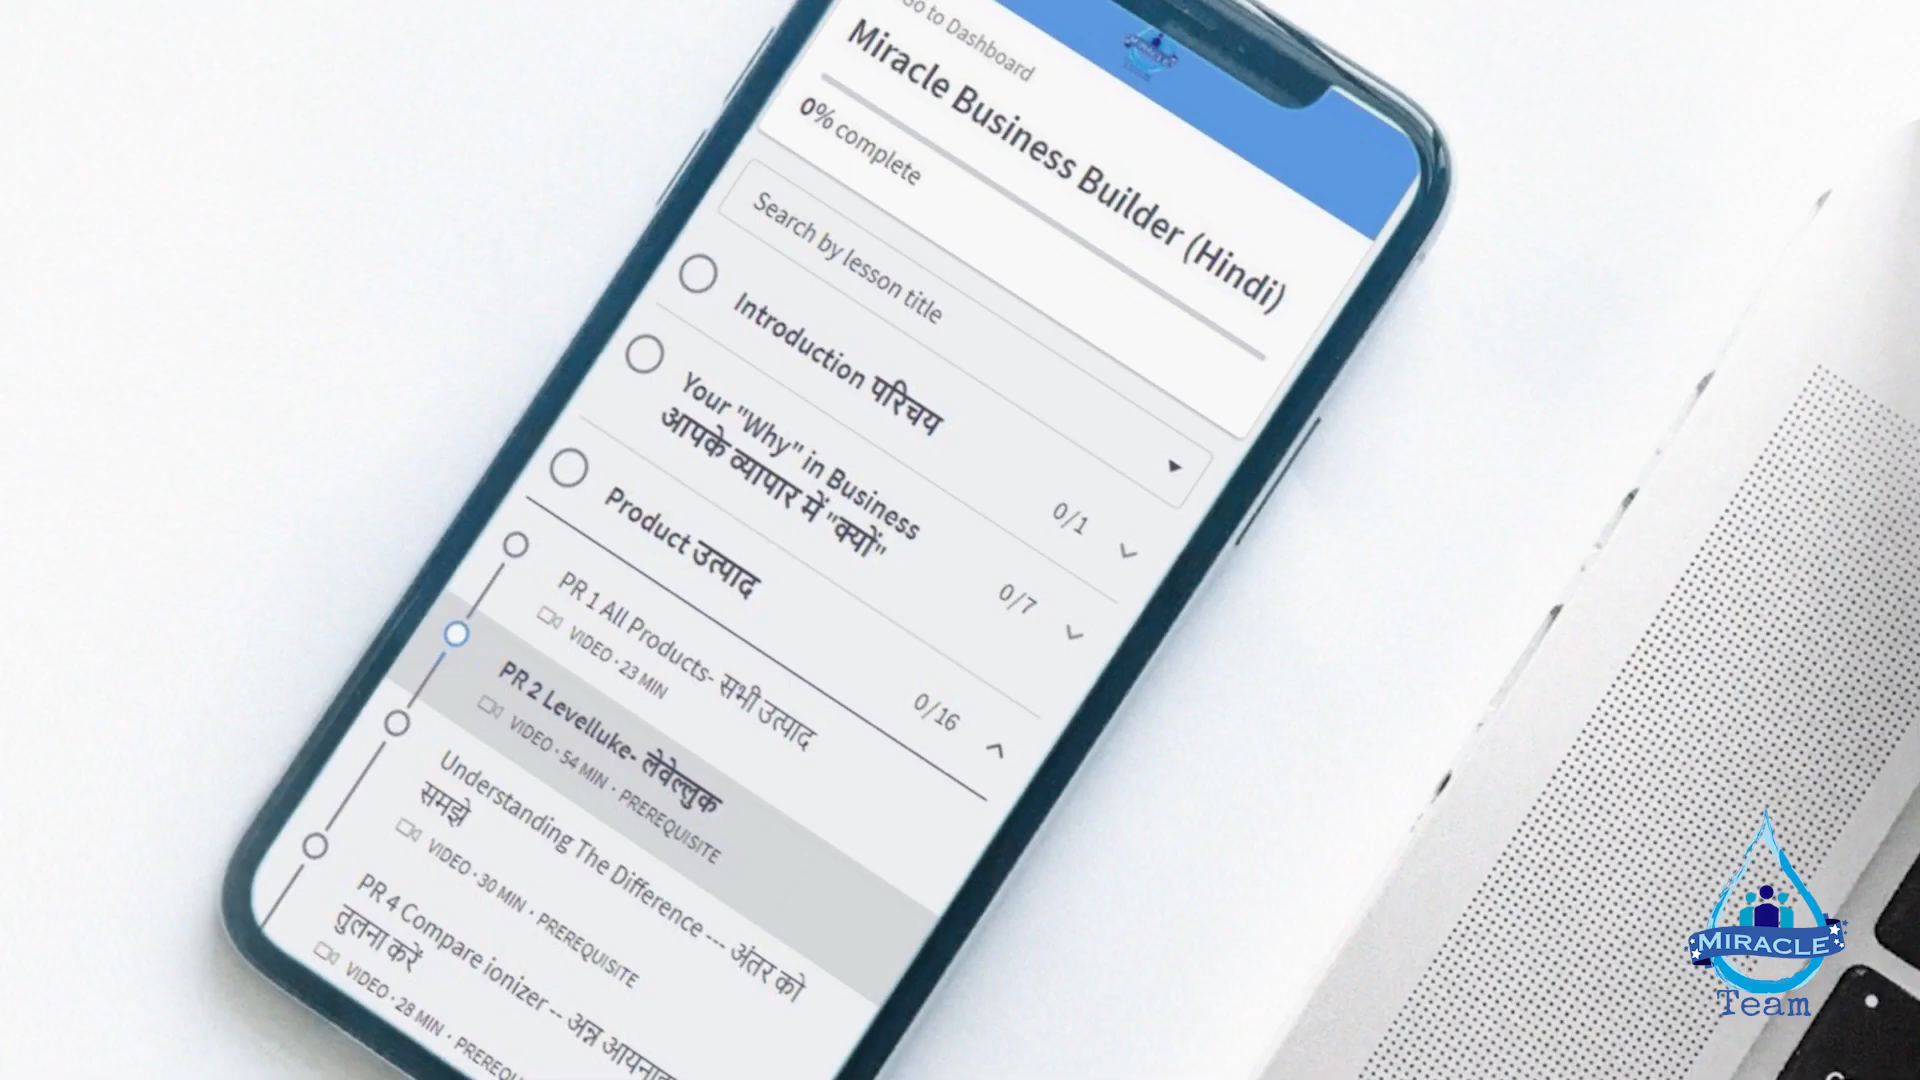 Go to Dashboard
Miracle Business Builder (Hindi)
0% complete
Search by lesson title
Introduction परिचय
0/1
Your "Why" in Business
आपके व्यापार में "क्यों"
0/7
Product उत्पाद
0/16
PR 1 All Products- सभी उत्पाद
VIDEO · 23 MIN
PR 2 Levelluke- लेवेल्लुक
VIDEO · 54 MIN · PREREQUISITE
Understanding The Difference --- अंतर को
समझे
VIDEO · 30 MIN · PREREQUISITE
PR 4 Compare ionizer -- अन्न
तुलना करें
VIDEO · 28 MIN ·
MIRACLE
Team